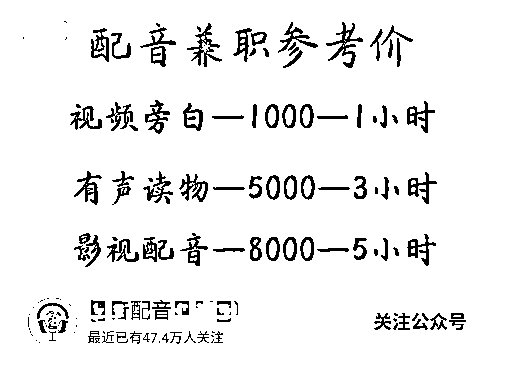 配音兼职参考价
视频旁白—1000—1小时
有声读物—5000—3小时
影视配音—8000—5小时
配音
最近已有47.4万人关注
关注公众号